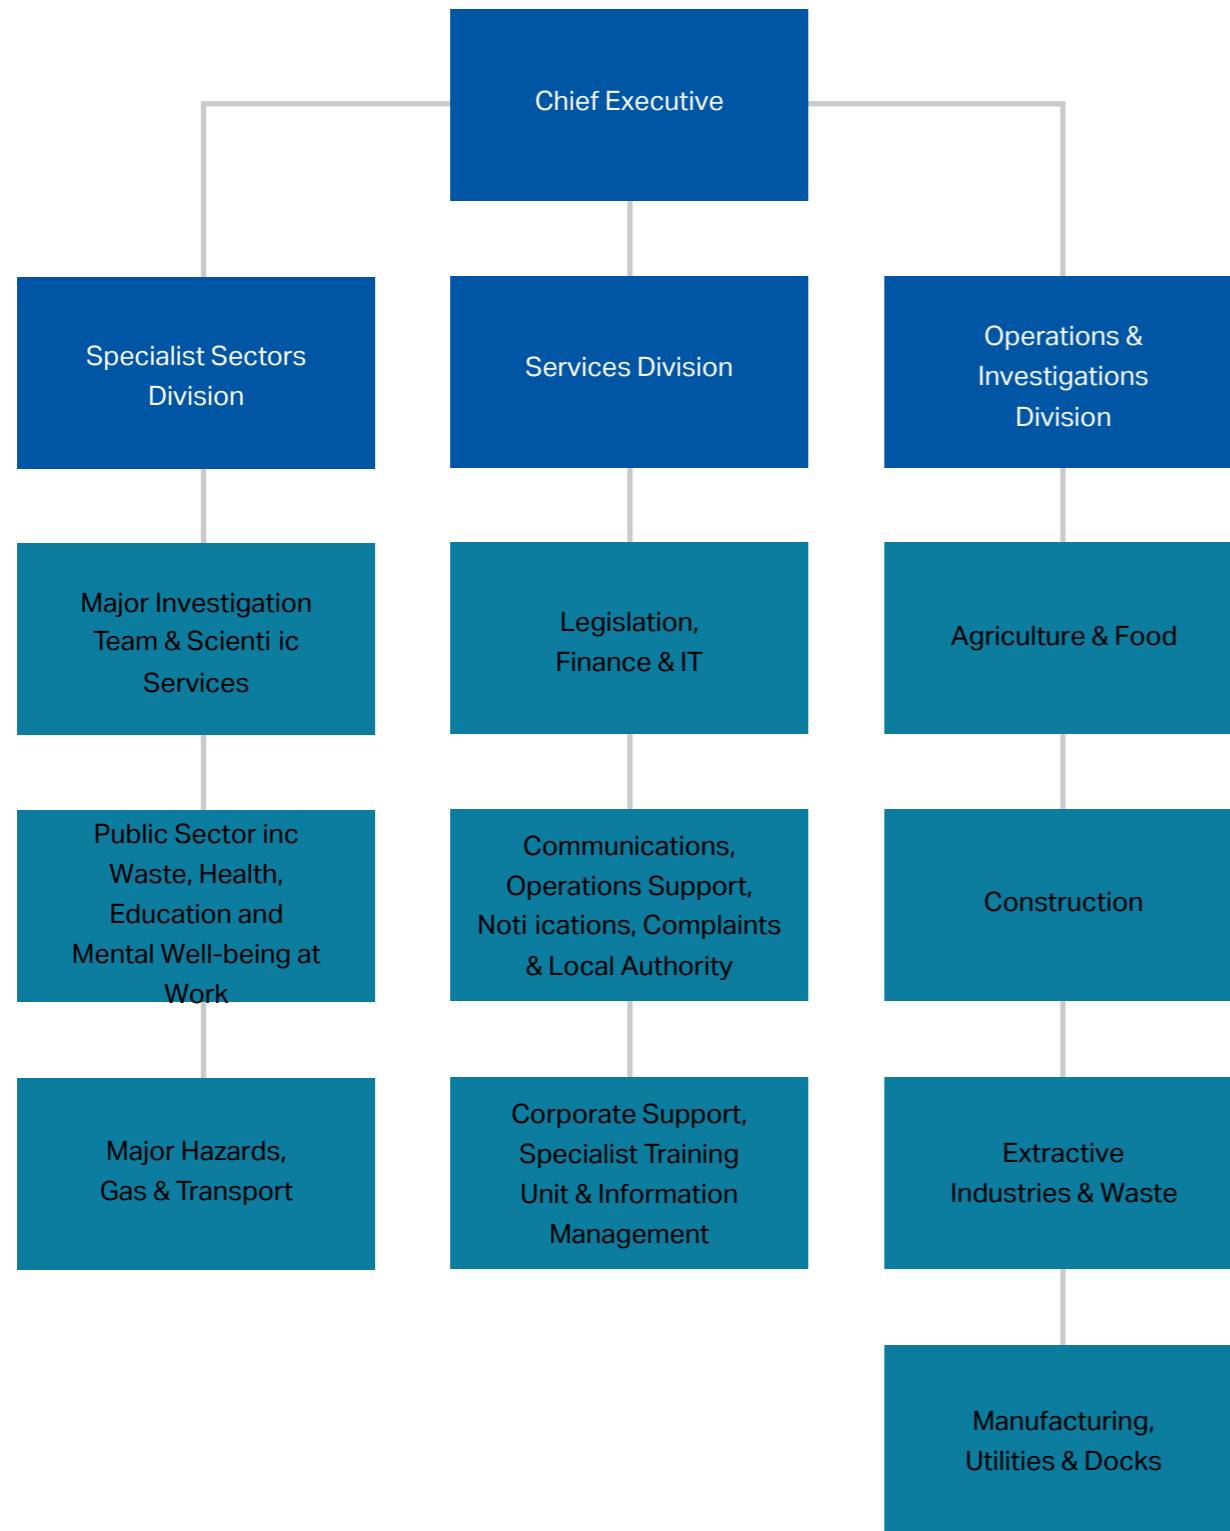 Chief Executive
Specialist Sectors
Division
Services Division
Operations &
Investigations
Division
Major Investigation
Team & Scienti ic
Services
Legislation,
Finance & IT
Agriculture & Food
Public Sector inc
Waste, Health,
Education and
Mental Well-being at
Work
Communications,
Operations Support,
Noti ications, Complaints
& Local Authority
Construction
Major Hazards,
Gas & Transport
Corporate Support,
Specialist Training
Unit & Information
Management
Extractive
Industries & Waste
Manufacturing,
Utilities & Docks